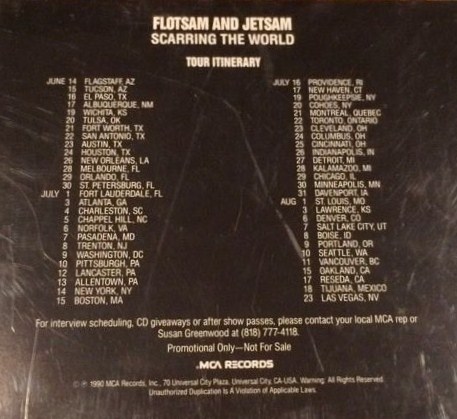 FLOTSAM AND JETSAM
SCARRING THE WORLD
TOUR ITINERARY
JUNE 14 FLAGSTAFF, AZ
15 TUCSON, AZ
16 EL PASO, TX
17 ALBUQUERQUE, NM
19 WICHITA, KS
20 TULSA, OK
21 FORT WORTH, TX
22 SAN ANTONIO, TX
23 AUSTIN, TX
24 HOUSTON, TX
26 NEW ORLEANS, LA
28 MELBOURNE, FL
29 ORLANDO, FL
30 ST. PETERSBURG, FL
JULY 1 FORT LAUDERDALE, FL
3 ATLANTA, GA
4 CHARLESTON, SC
5 CHAPEL HILL, NC
6 NORFOLK, VA
7 PASADENA, MD
8 TRENTON, NJ
9 WASHINGTON, DC
10 PITTSBURGH, PA
12 LANCASTER, PA
13 ALLENTOWN, PA
14 NEW YORK, NY
15 BOSTON, MA
JULY 16 PROVIDENCE, RI
17 NEW HAVEN, CT
19 POUGHKEEPSIE, NY
20 COHOES, NY
21 MONTREAL, QUEBEC
22 TORONTO, ONTARIO
23 CLEVELAND, OH
24 COLUMBUS, OH
25 CINCINNATI, OH
26 INDIANAPOLIS, IN
27 DETROIT, MI
28 KALAMAZOO, MI
29 CHICAGO, IL
30 MINNEAPOLIS, MN
31 DAVENPORT, IA
AUG 1 ST. LOUIS, MO
3 LAWRENCE, KS
6 DENVER, CO
7 SALT LAKE CITY, UT
8 BOISE, ID
9 PORTLAND, OR
10 SEATTLE, WA
11 VANCOUVER, BC
15 OAKLAND, CA
17 RESEDA, CA
18 TIJUANA, MEXICO
23 LAS VEGAS, NV
For interview scheduling, CD giveaways or after show passes, please contact your local MCA rep or
Susan Greenwood at (818) 777-4118.
Promotional Only—Not For Sale
.MCA RECORDS
© ℗ 1990 MCA Records, Inc., 70 Universal City Plaza, Universal City, CA-USA. Warning: All Rights Reserved.
Unauthorized Duplication Is A Violation of Applicable Laws.